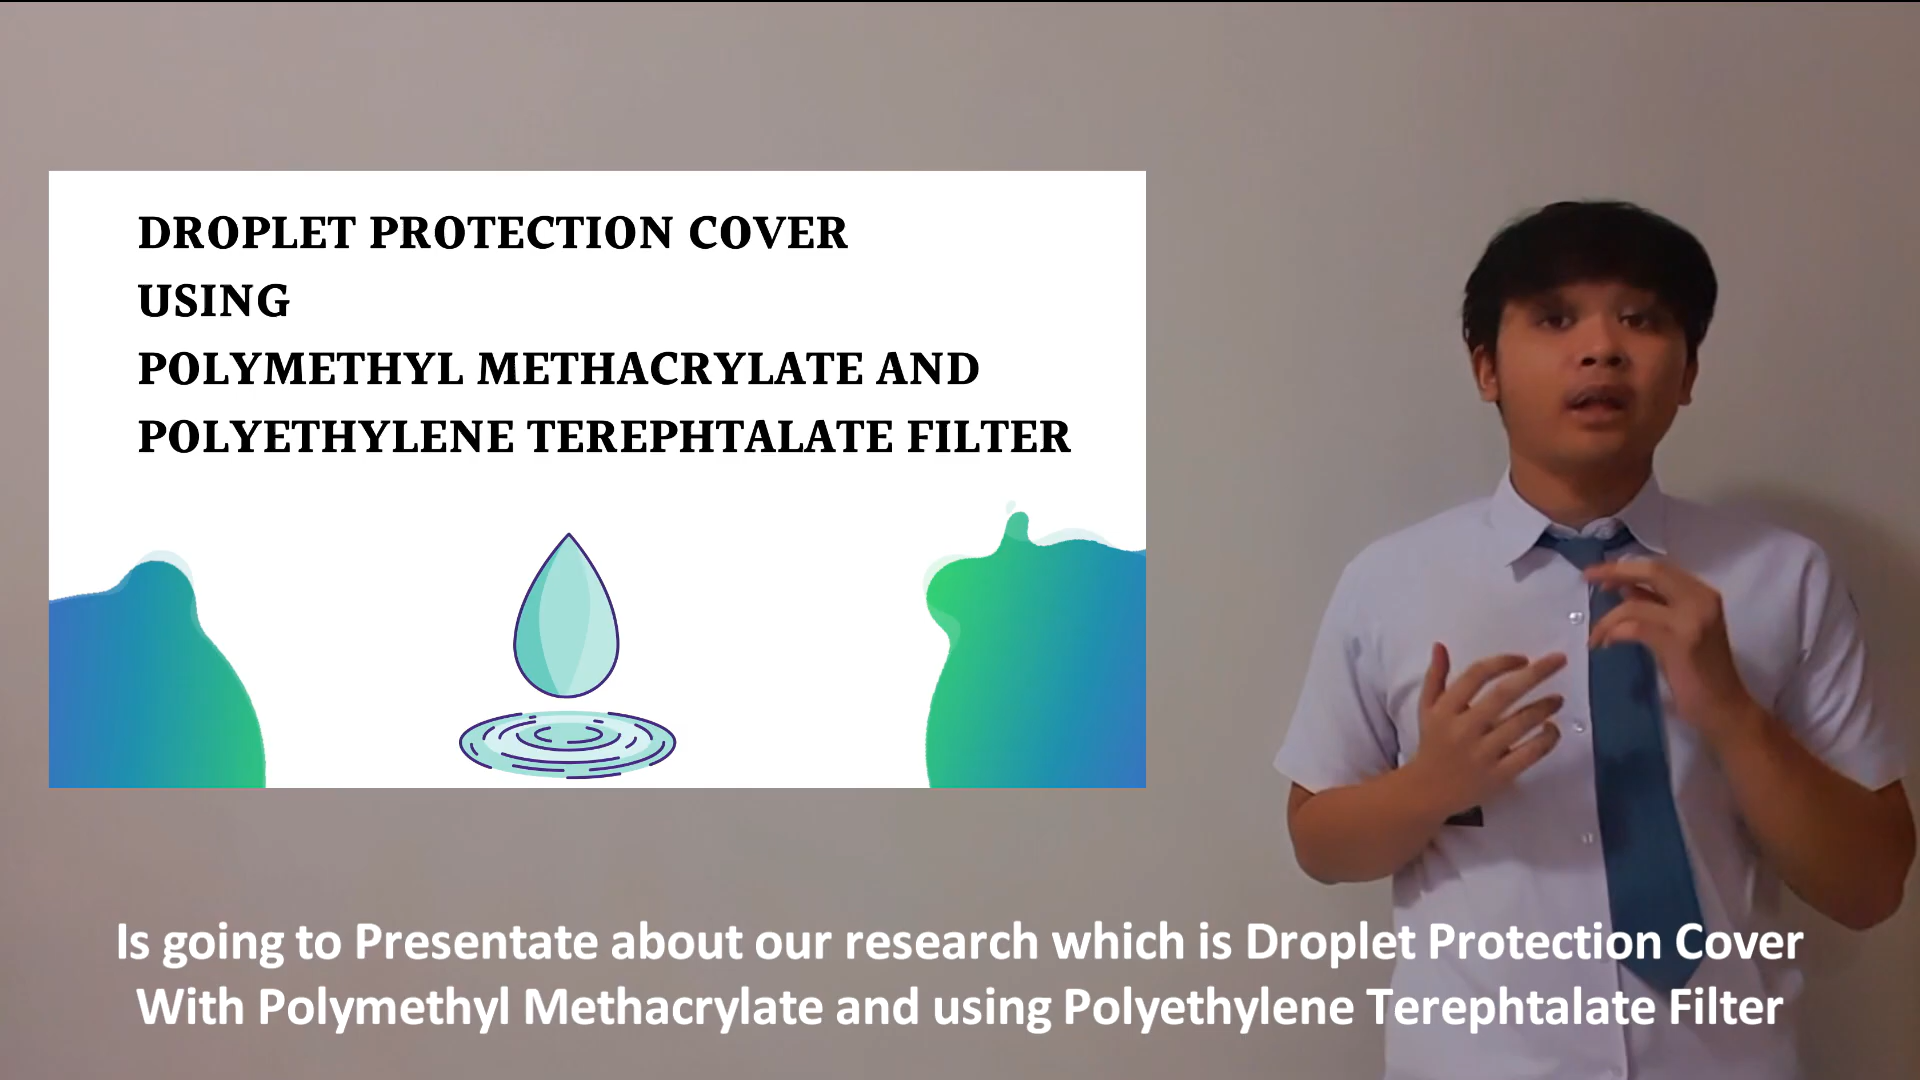 DROPLET PROTECTION COVER
USING
POLYMETHYL METHACRYLATE AND
POLYETHYLENE TEREPHTALATE FILTER
Is going to Presentate about our research which is Droplet Protection Cover
With Polymethyl Methacrylate and using Polyethylene Terephtalate Filter